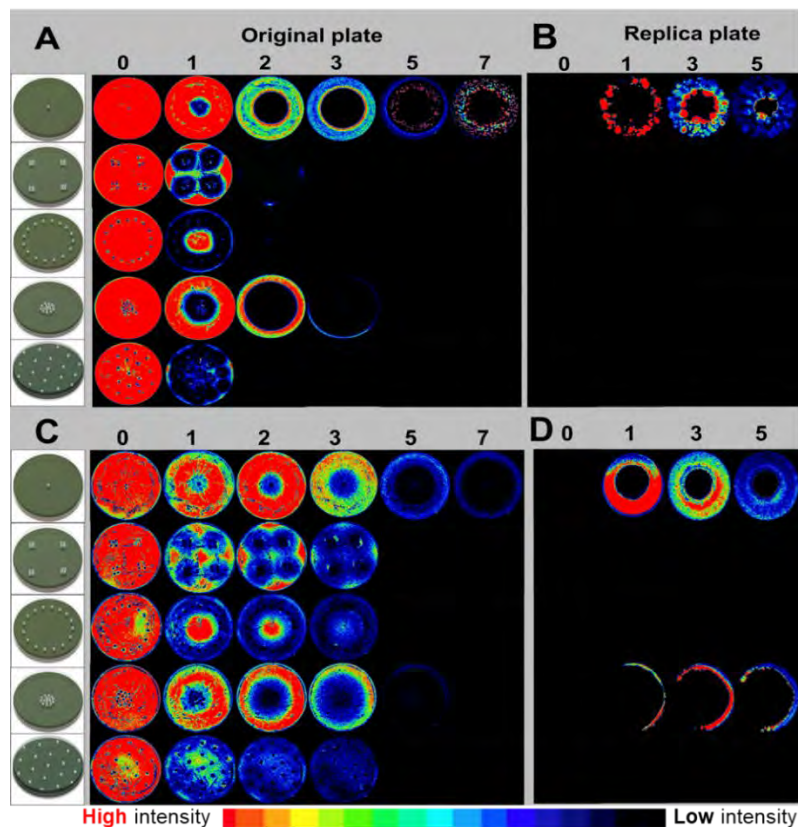 A Original plate B Replica plate
0 1 2 3 5 7 0 1 3 5
C 0 1 2 3 5 7 D 0 1 3 5
High intensity Low intensity